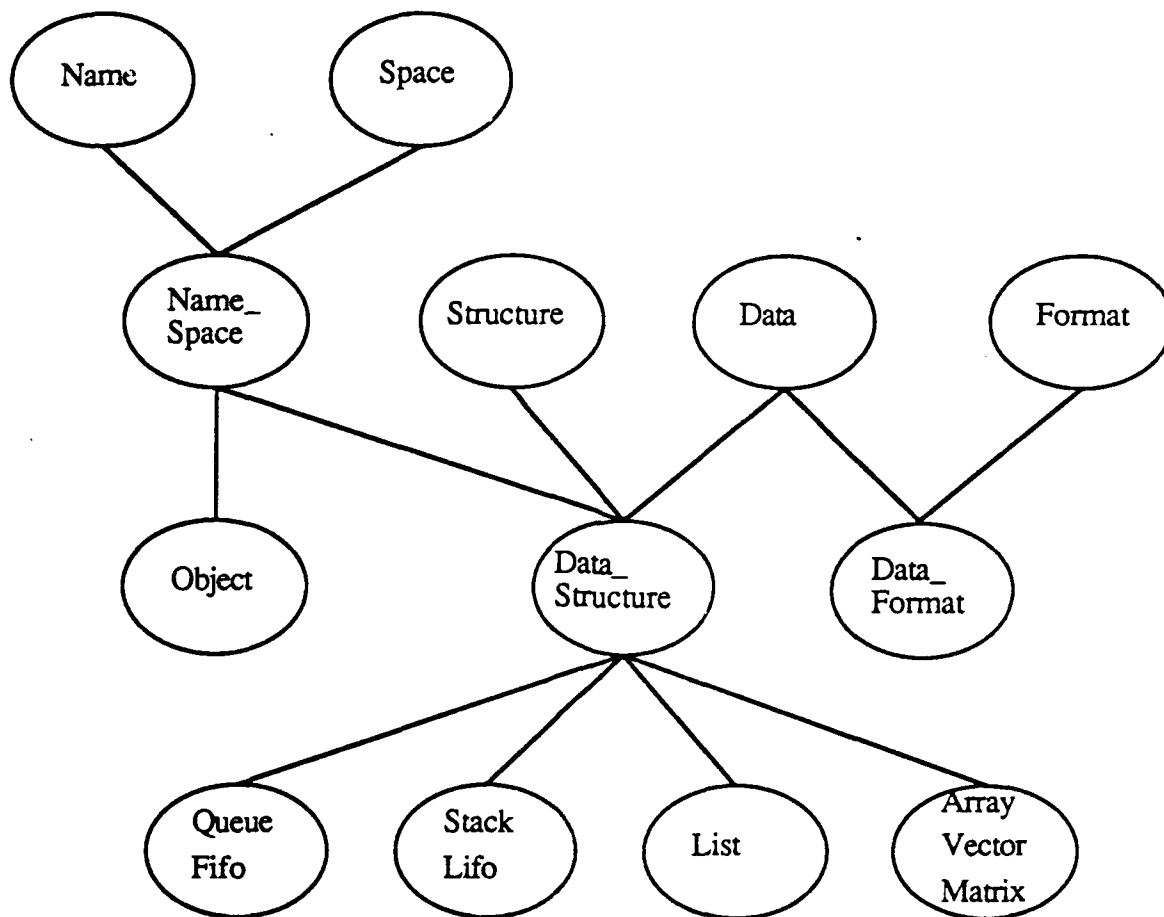 Name
Space
Name_
Space
Structure
Data
Format
Object
Data_
Structure
Data_
Format
Queue
Fifo
Stack
Lifo
List
Array
Vector
Matrix